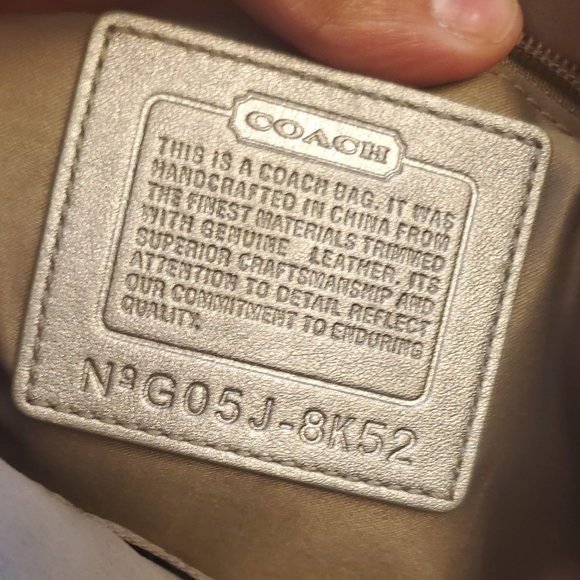 COACH
THIS IS A COACH BAG. IT WAS
HANDCRAFTED IN CHINA FROM
THE FINEST MATERIALS TRIMMED
WITH GENUINE LEATHER. ITS
SUPERIOR CRAFTSMANSHIP AND
ATTENTION TO DETAIL REFLECT
OUR COMMITMENT TO ENDURING
QUALITY.
Nº G05J-8K52